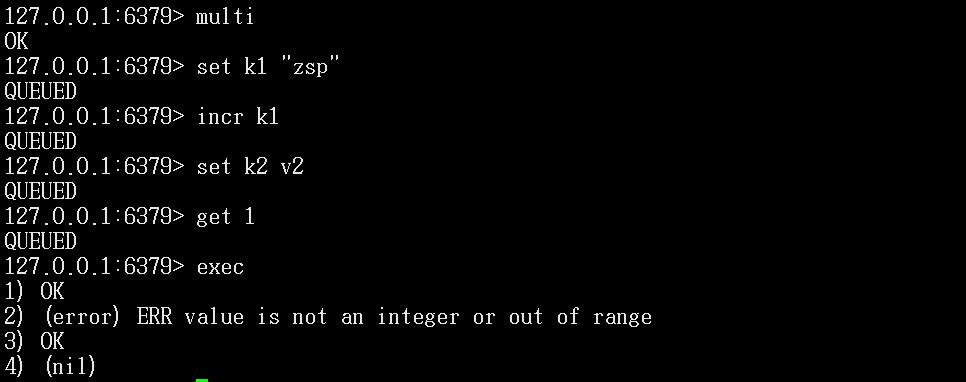 127.0.0.1:6379> multi
OK
127.0.0.1:6379> set k1 "zsp"
QUEUED
127.0.0.1:6379> incr k1
QUEUED
127.0.0.1:6379> set k2 v2
QUEUED
127.0.0.1:6379> get 1
QUEUED
127.0.0.1:6379> exec
1) OK
2) (error) ERR value is not an integer or out of range
3) OK
4) (nil)